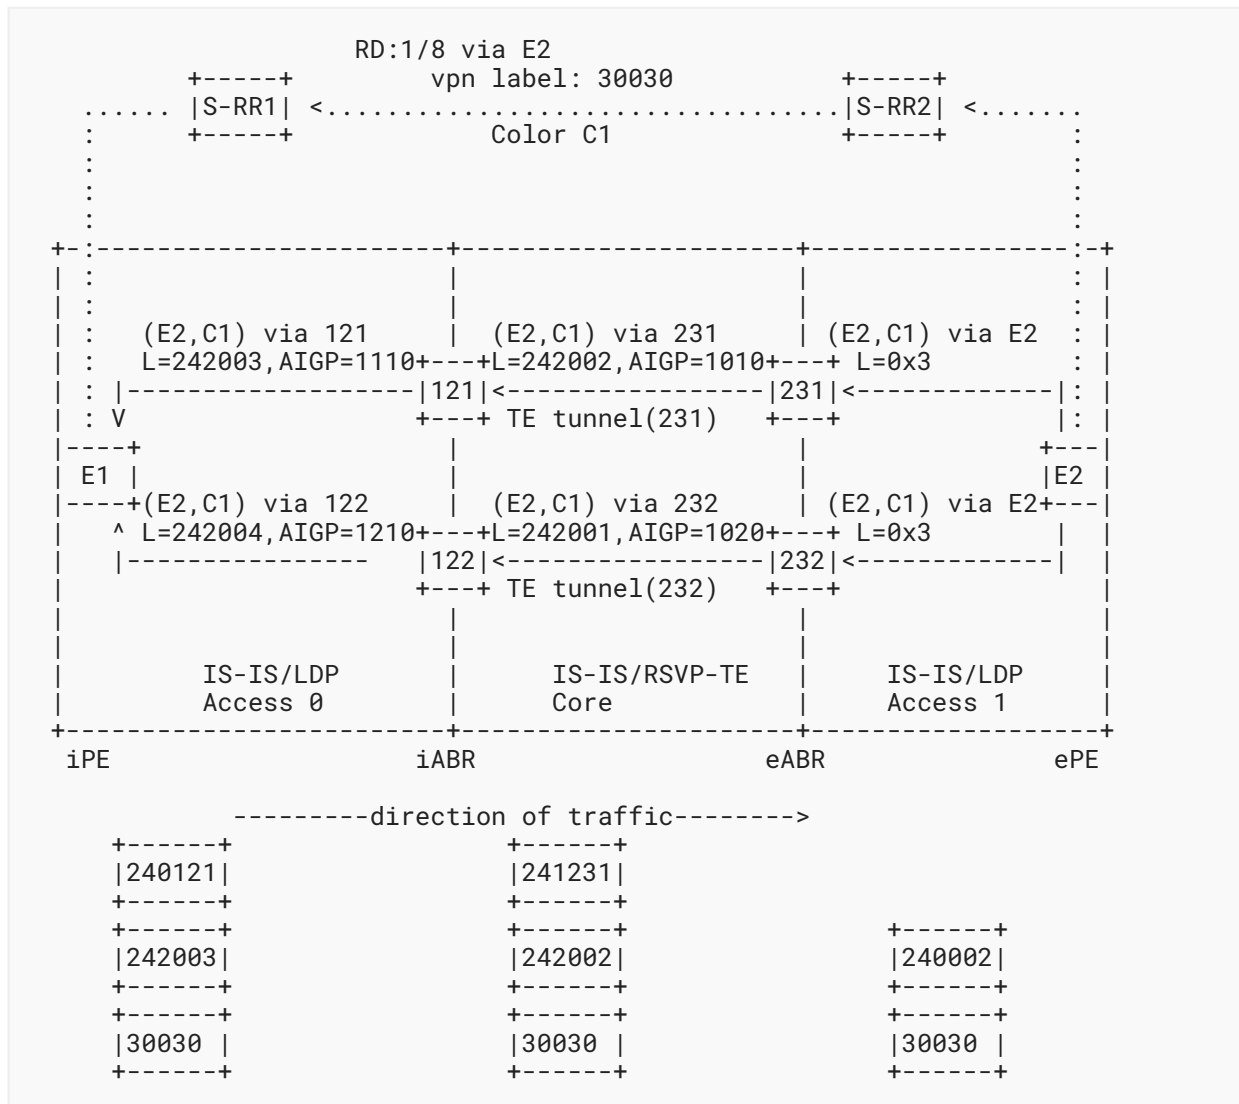 RD:1/8 via E2
           +-----+         vpn label: 30030           +-----+
   ...... |S-RR1| <..................................|S-RR2| <.......
   :       +-----+             Color C1               +-----+        :
   :                                                                 :
   :                                                                 :
   :                                                                 :
+-:-----------------------+----------------------+-----------------:-+
| :                       |                      |                 : |
| :                       |                      |                 : |
| :   (E2,C1) via 121     |  (E2,C1) via 231     | (E2,C1) via E2  : |
| :   L=242003,AIGP=1110+---+L=242002,AIGP=1010+---+ L=0x3         : |
| : |-------------------|121|<-----------------|231|<-------------|: |
| : V                   +---+ TE tunnel(231)   +---+              |: |
|----+                    |                      |               +---|
| E1 |                    |                      |               |E2 |
|----+(E2,C1) via 122     |  (E2,C1) via 232     | (E2,C1) via E2+---|
|   ^ L=242004,AIGP=1210+---+L=242001,AIGP=1020+---+ L=0x3        |  |
|   |----------------   |122|<-----------------|232|<-------------|  |
|                       +---+ TE tunnel(232)   +---+                 |
|                         |                      |                   |
|                         |                      |                   |
|         IS-IS/LDP       |      IS-IS/RSVP-TE   |     IS-IS/LDP     |
|         Access 0        |      Core            |     Access 1      |
+-------------------------+----------------------+-------------------+
iPE                     iABR                   eABR                ePE

           ---------direction of traffic-------->
   +------+                  +------+
   |240121|                  |241231|
   +------+                  +------+
   +------+                  +------+                 +------+
   |242003|                  |242002|                 |240002|
   +------+                  +------+                 +------+
   +------+                  +------+                 +------+
   |30030 |                  |30030 |                 |30030 |
   +------+                  +------+                 +------+